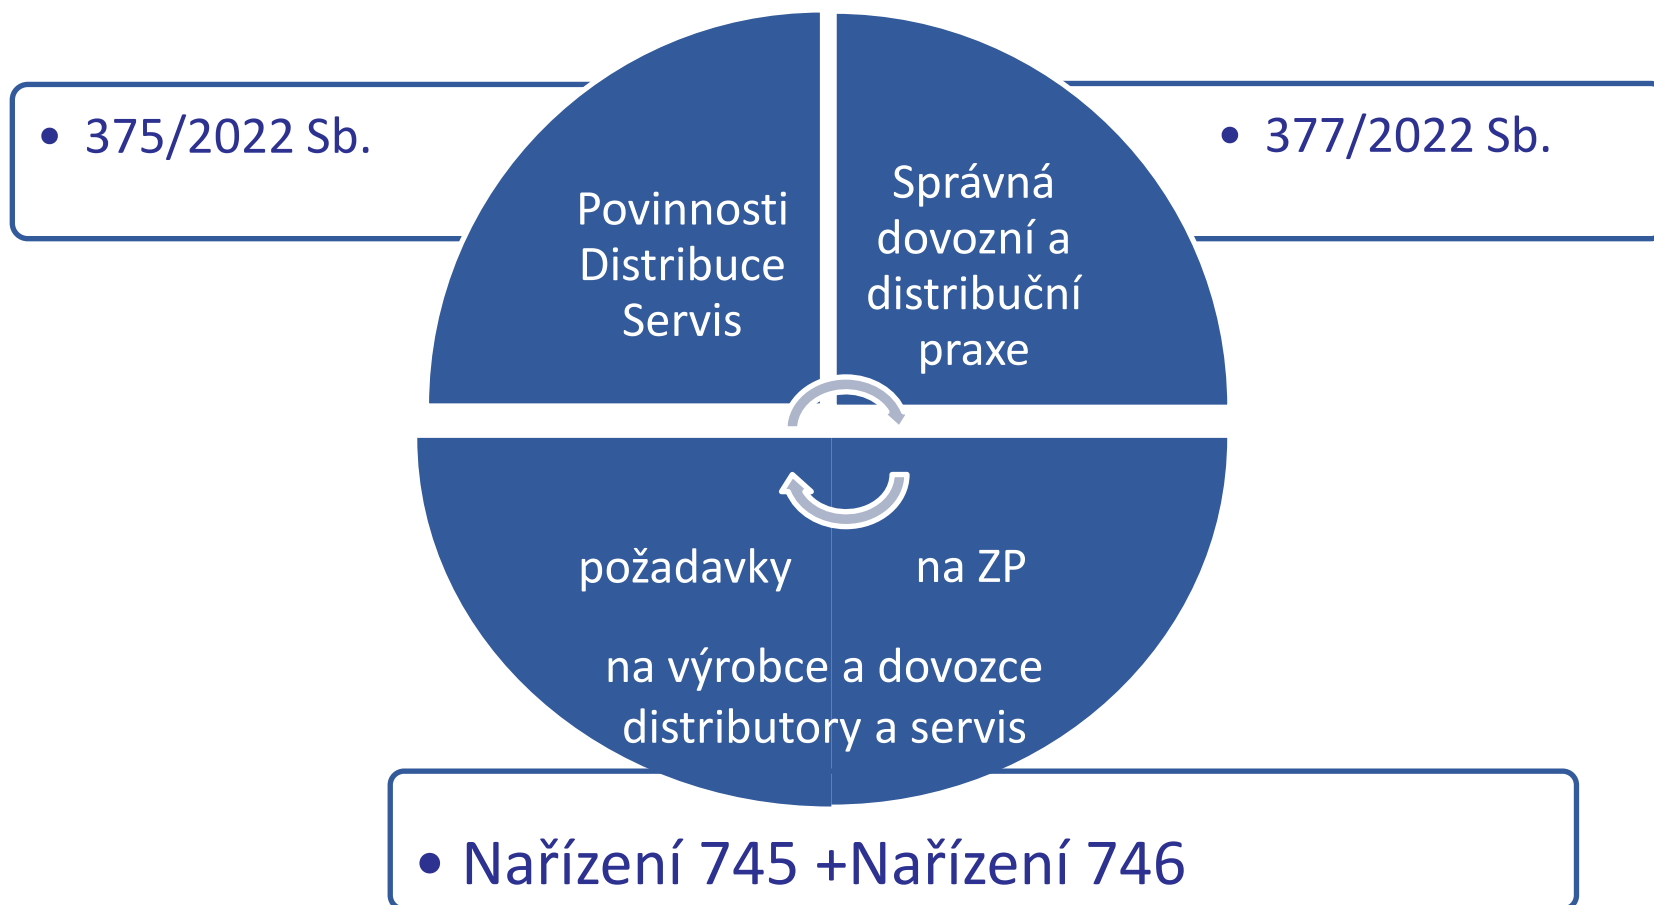 • 375/2022 Sb.
Povinnosti
Distribuce
Servis
Správná
dovozní a
distribuční
praxe
• 377/2022 Sb.
požadavky na ZP
na výrobce a dovozce
distributory a servis
• Nařízení 745 +Nařízení 746